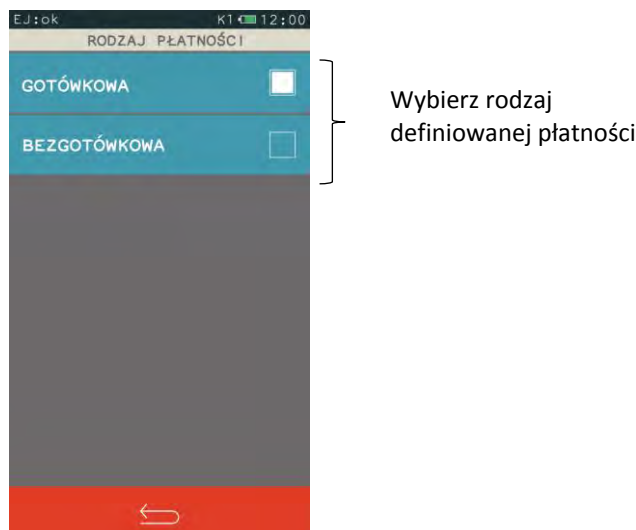 EJ:ok K1 12:00
RODZAJ PŁATNOŚCI
GOTÓWKOWA
BEZGOTÓWKOWA
Wybierz rodzaj
definiowanej płatności